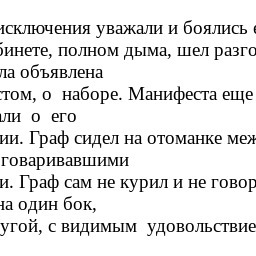 исключения уважали и боялись
бинете, полном дыма, шел разго
ла объявлена
стом, о наборе. Манифеста еще
али о его
ии. Граф сидел на отоманке меж
говаривавшими
и. Граф сам не курил и не говор
на один бок,
угой, с видимым удовольствие